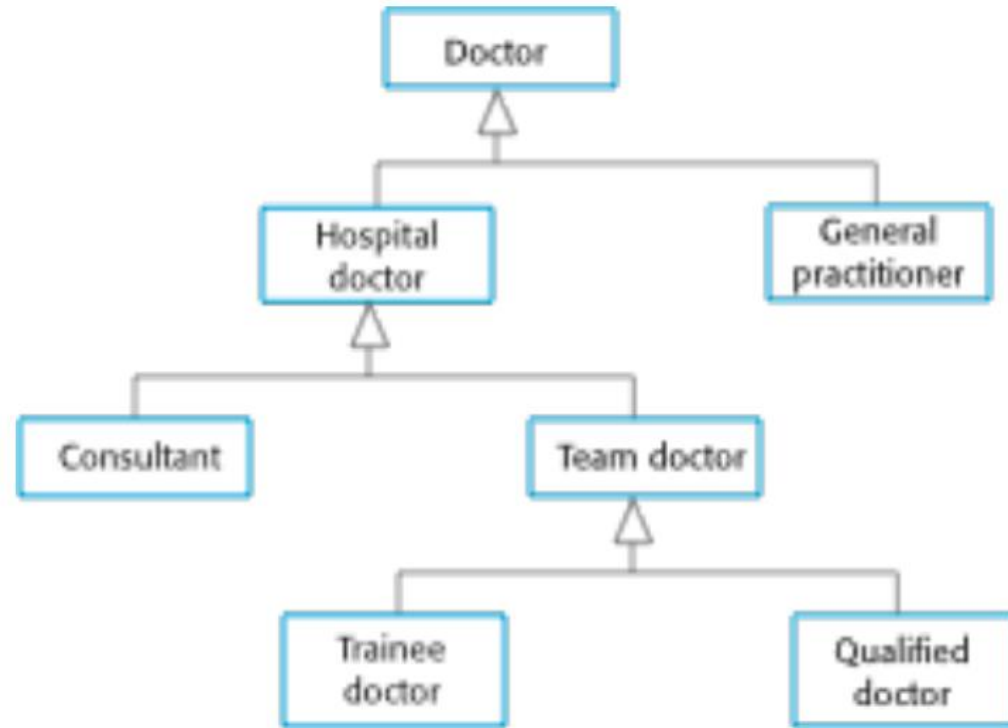 Doctor
Hospital
doctor
General
practitioner
Consultant
Team doctor
Trainee
doctor
Qualified
doctor